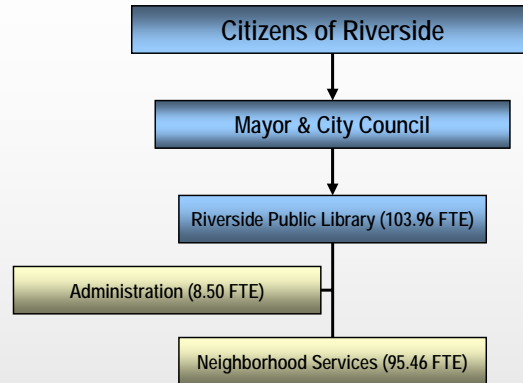 Citizens of Riverside
Mayor & City Council
Riverside Public Library (103.96 FTE)
Administration (8.50 FTE)
Neighborhood Services (95.46 FTE)